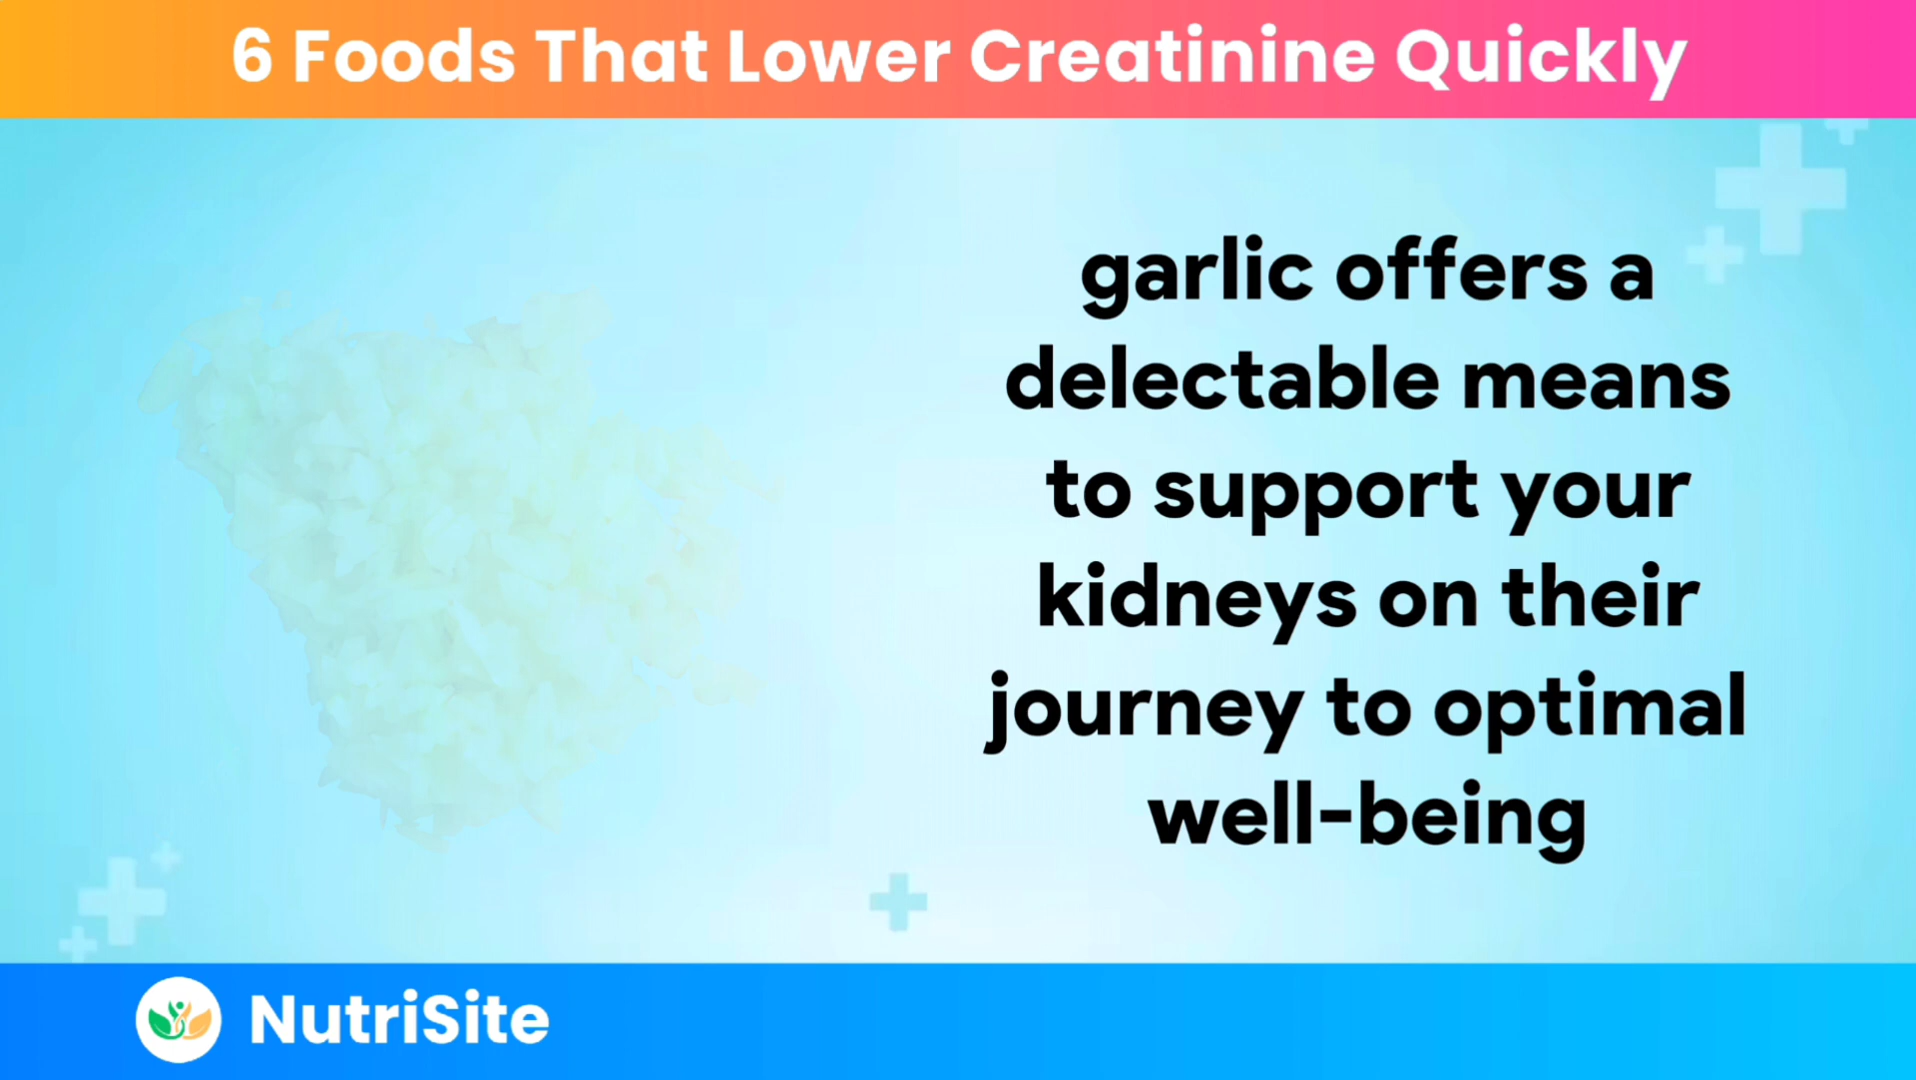 6 Foods That Lower Creatinine Quickly
garlic offers a
delectable means
to support your
kidneys on their
journey to optimal
well-being
NutriSite